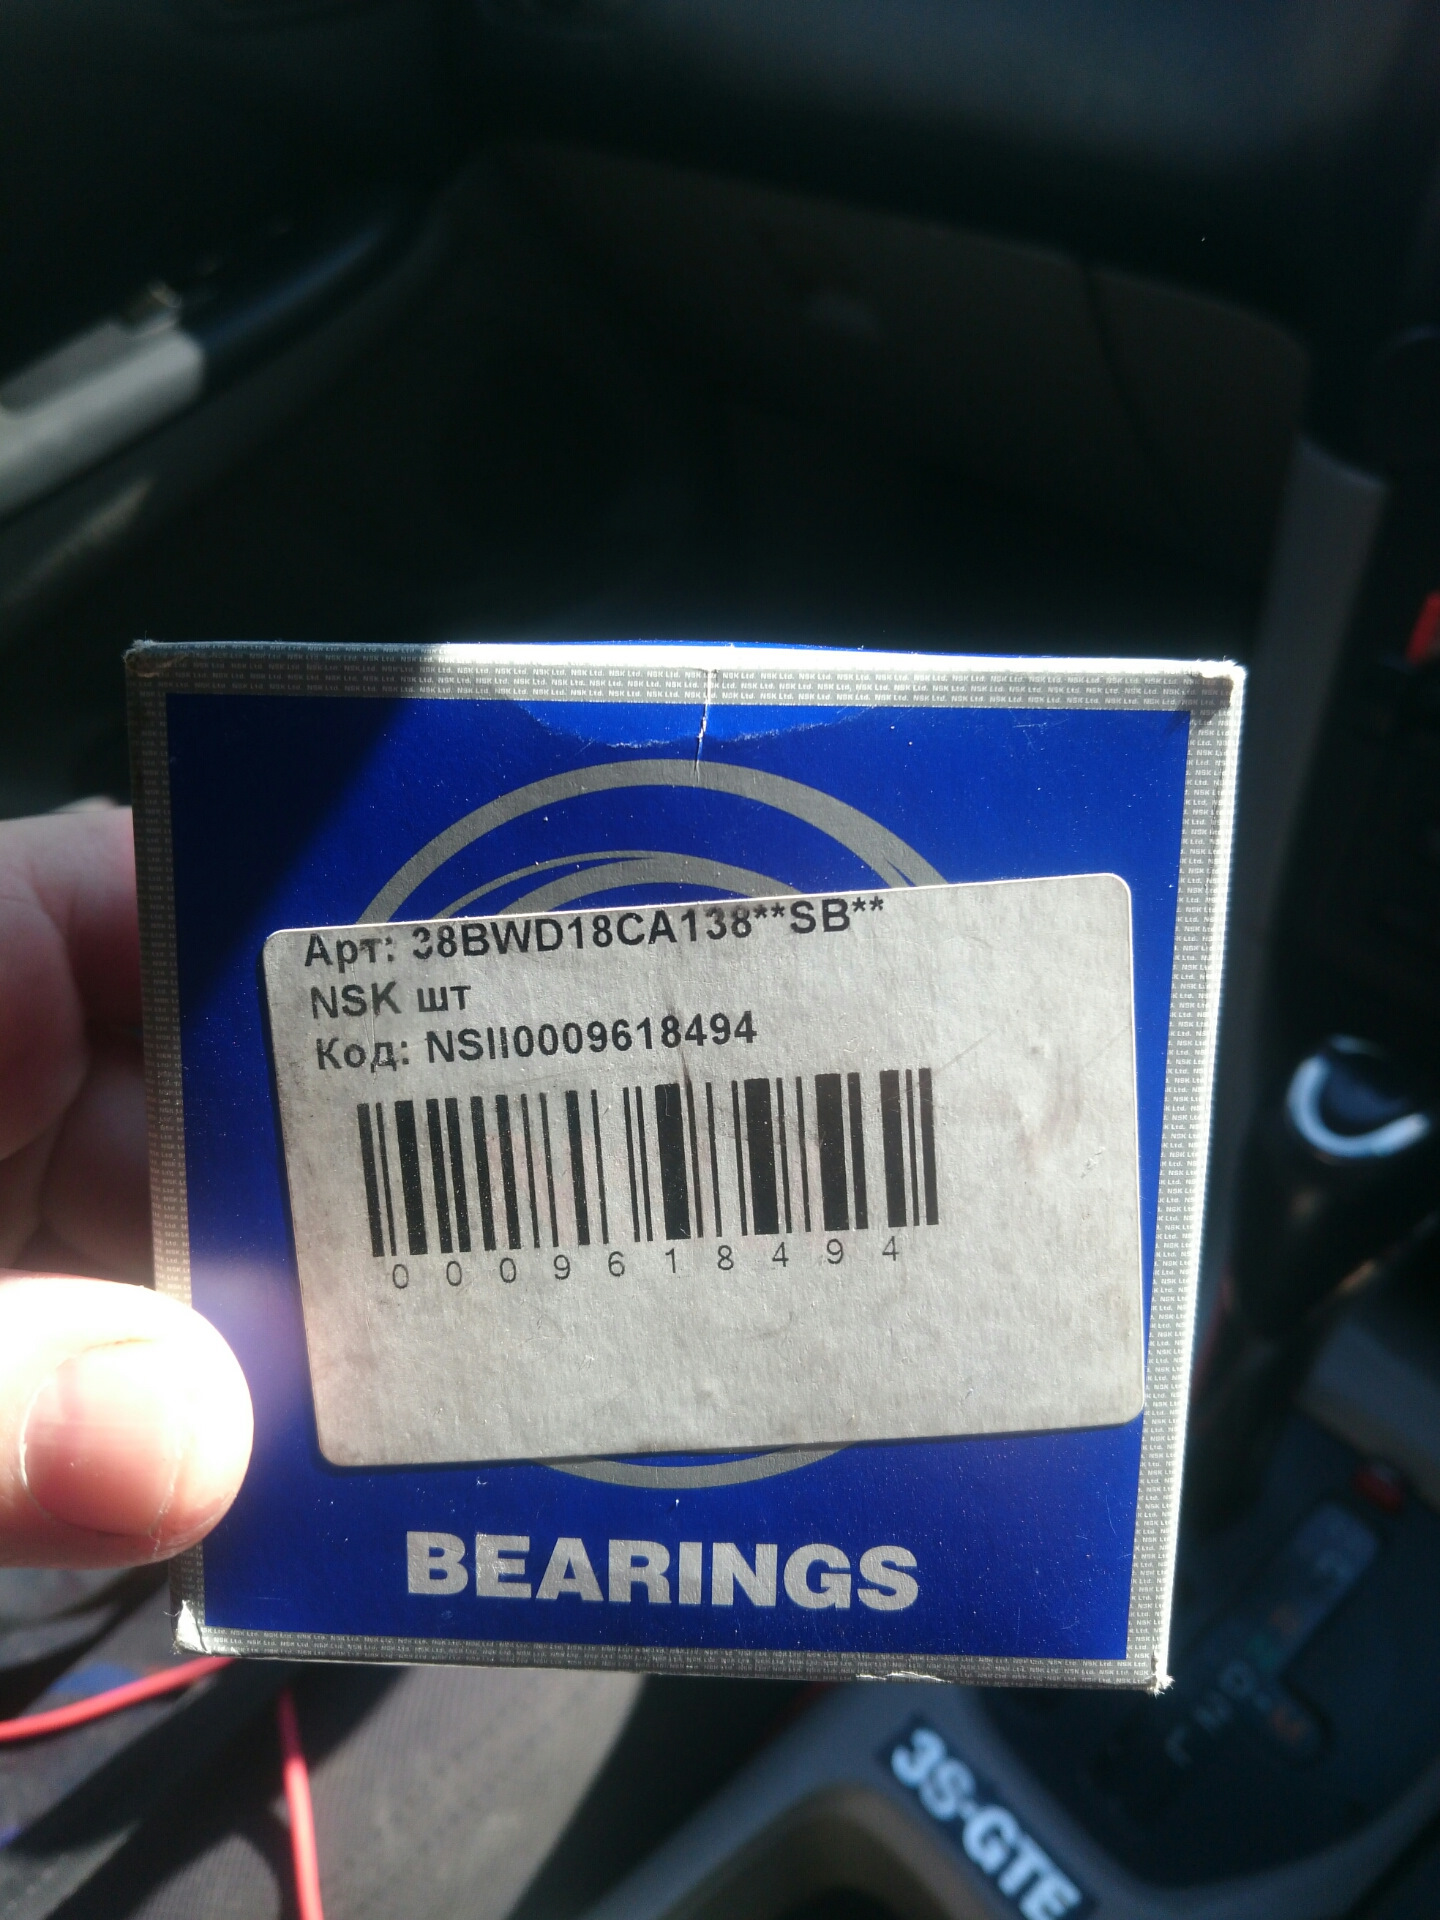 Арт: 38BWD18CA138**SB**
NSK шт
Код: NSII0009618494
0009618494
BEARINGS
3S-GTE